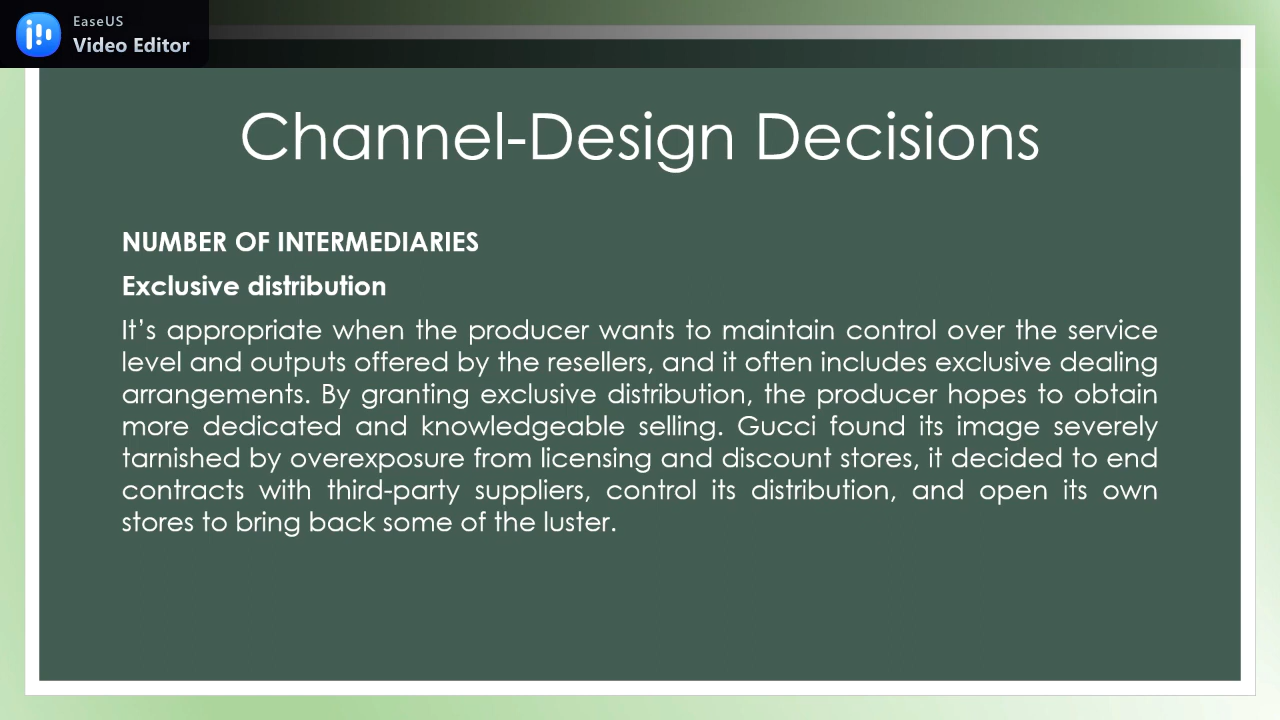 EaseUS
Video Editor
Channel-Design Decisions
NUMBER OF INTERMEDIARIES
Exclusive distribution
It’s appropriate when the producer wants to maintain control over the service
level and outputs offered by the resellers, and it often includes exclusive dealing
arrangements. By granting exclusive distribution, the producer hopes to obtain
more dedicated and knowledgeable selling. Gucci found its image severely
tarnished by overexposure from licensing and discount stores, it decided to end
contracts with third-party suppliers, control its distribution, and open its own
stores to bring back some of the luster.